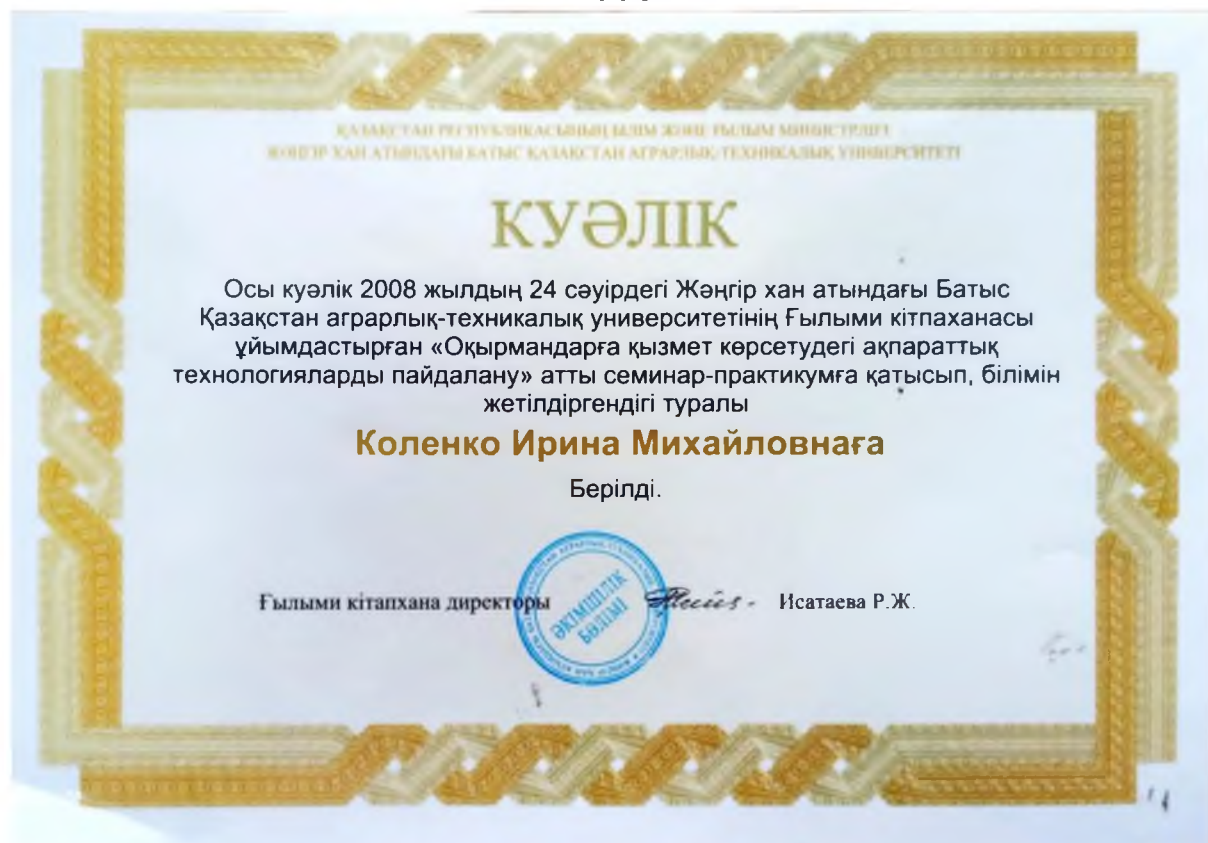 ҚАЗАҚСТАН РЕСПУБЛИКАСЫНЫҢ БІЛІМ ЖӘНЕ ҒЫЛЫМ МИНИСТРЛІГІ
ЖӘҢГІР ХАН АТЫНДАҒЫ БАТЫС ҚАЗАҚСТАН АГРАРЛЫҚ-ТЕХНИКАЛЫҚ УНИВЕРСИТЕТІ
КУӘЛІК
Осы куәлік 2008 жылдың 24 сәуірдегі Жәңгір хан атындағы Батыс
Қазақстан аграрлық-техникалық университетінің Ғылыми кітпаханасы
ұйымдастырған «Оқырмандарға қызмет көрсетудегі ақпараттық
технологияларды пайдалану» атты семинар-практикумға қатысып, білімін
жетілдіргендігі туралы
Коленко Ирина Михайловнаға
Берілді.
Ғылыми кітапхана директоры Исатаева Р.Ж.
ӘКІМШІЛІК
БӨЛІМІ